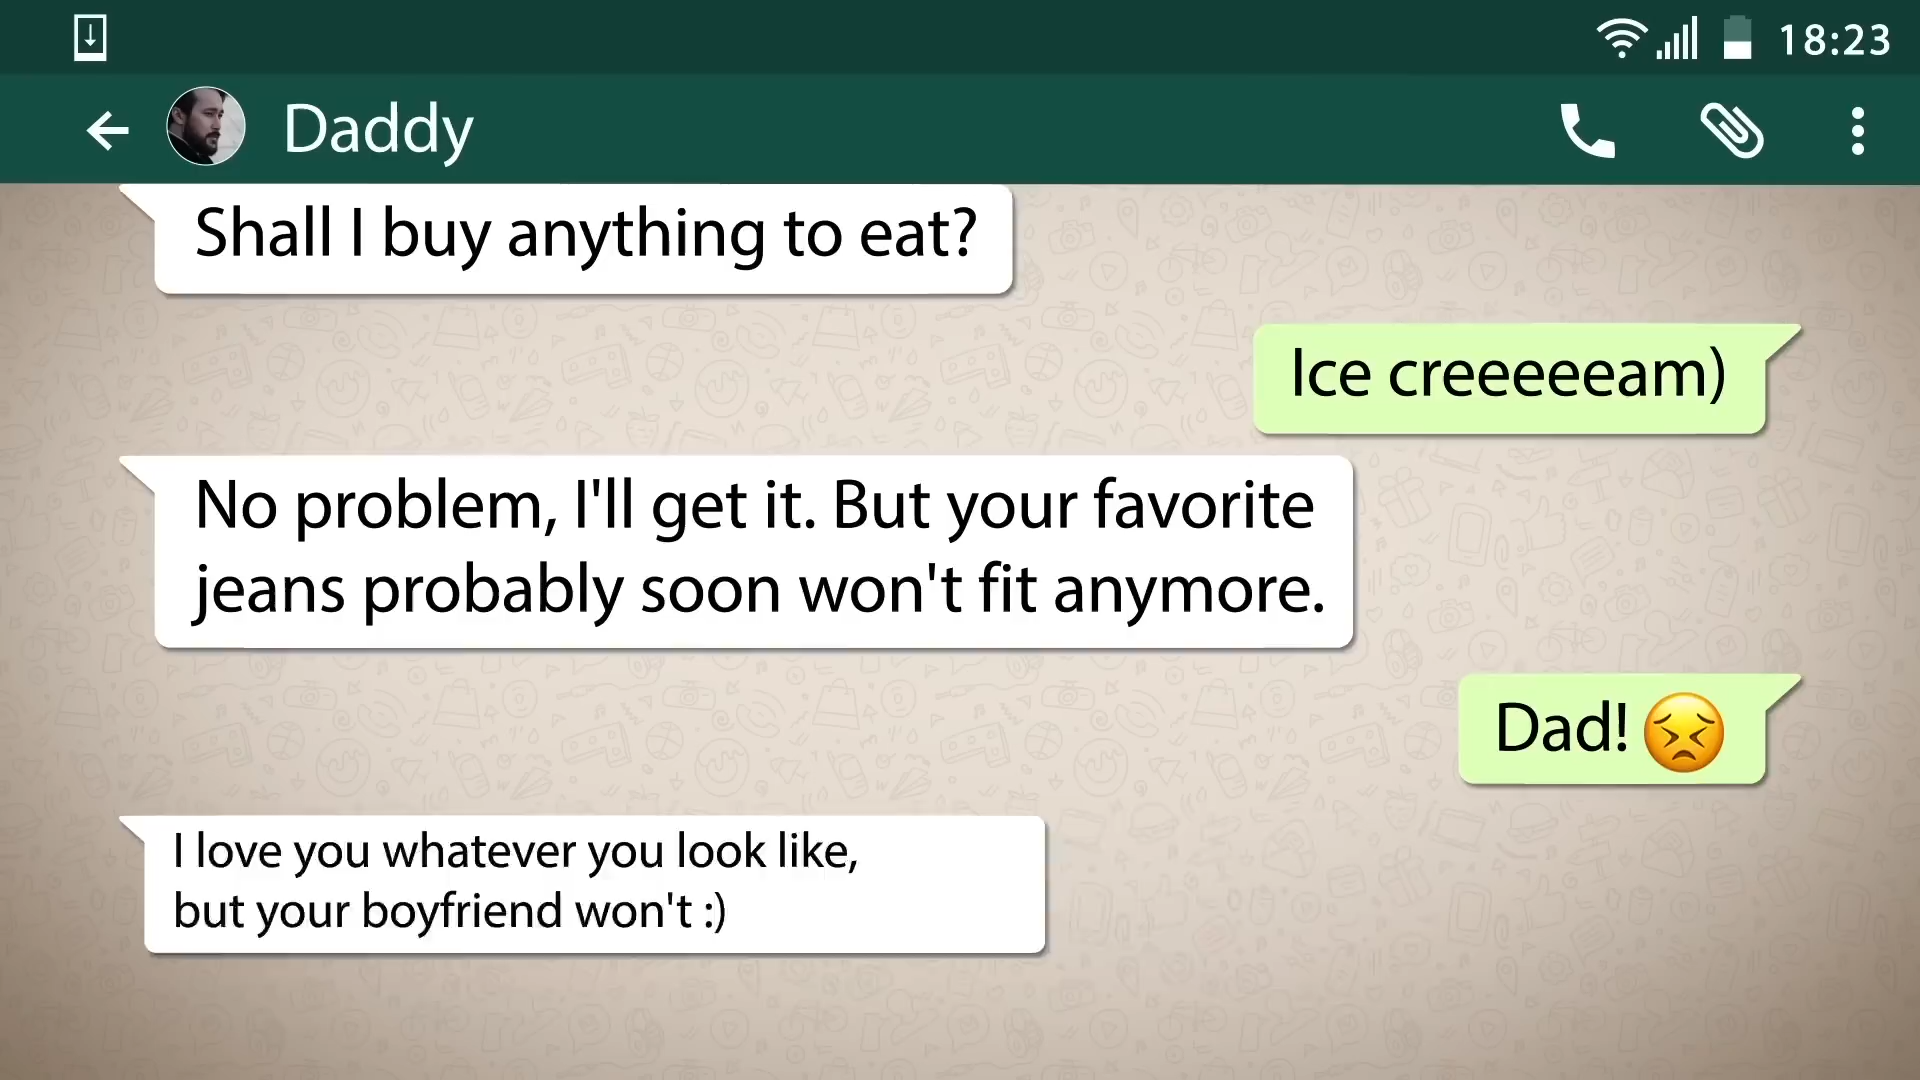 18:23
Daddy
Shall I buy anything to eat?
Ice creeeeeam)
No problem, I'll get it. But your favorite
jeans probably soon won't fit anymore.
Dad! 😣
I love you whatever you look like,
but your boyfriend won't :)